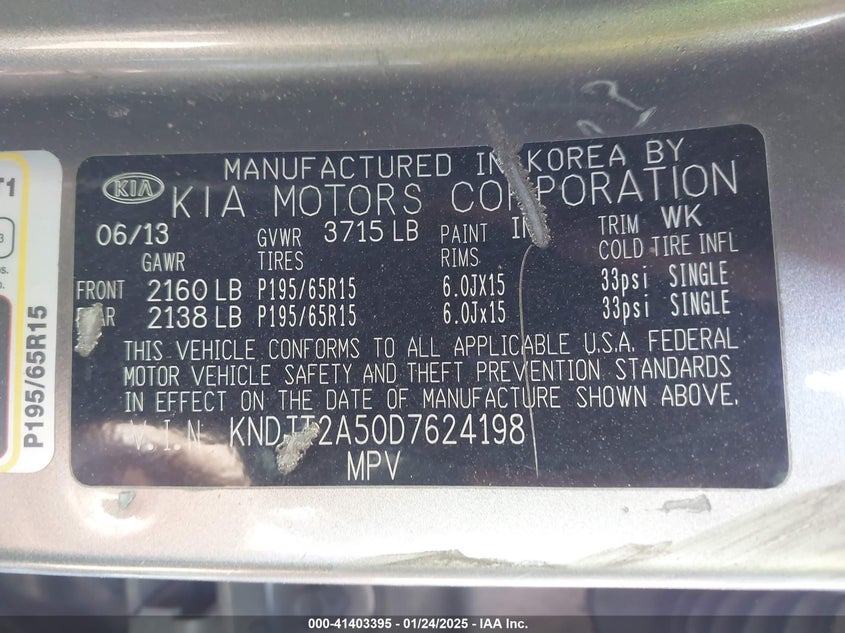 MANUFACTURED IN KOREA BY
KIA KIA MOTORS CORPORATION
06/13 GVWR 3715 LB PAINT TRIM WK
GAWR TIRES RIMS COLD TIRE INFL
FRONT 2160 LB P195/65R15 6.0JX15 33psi SINGLE
REAR 2138 LB P195/65R15 6.0Jx15 33psi SINGLE
THIS VEHICLE CONFORMS TO ALL APPLICABLE U.S.A. FEDERAL
MOTOR VEHICLE SAFETY AND THEFT PREVENTION STANDARDS
IN EFFECT ON THE DATE OF MANUFACTURE SHOWN ABOVE.
V.I.N. KNDJT2A50D7624198
MPV
P195/65R15
000-41403395 - 01/24/2025 - IAA Inc.